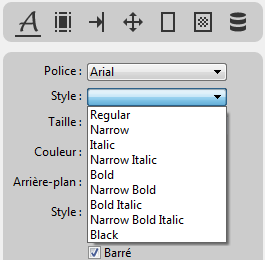 A
Police : Arial
Style :
Regular
Taille : Narrow
Italic
Couleur : Narrow Italic
Bold
Arrière-plan : Narrow Bold
Bold Italic
Style : Narrow Bold Italic
Black
Barré